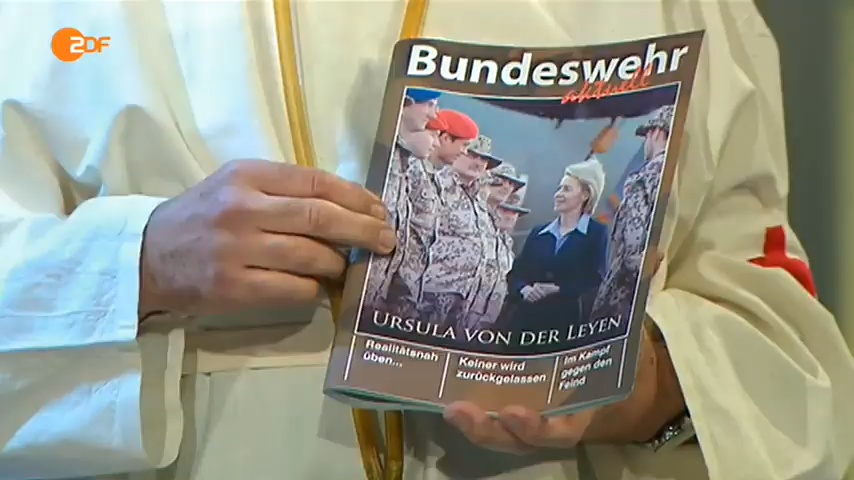 ZDF
Bundeswehr
aktuell
URSULA VON DER LEYEN
Realitätsnah
üben...
Keiner wird
zurückgelassen
Im Kampf
gegen den
Feind